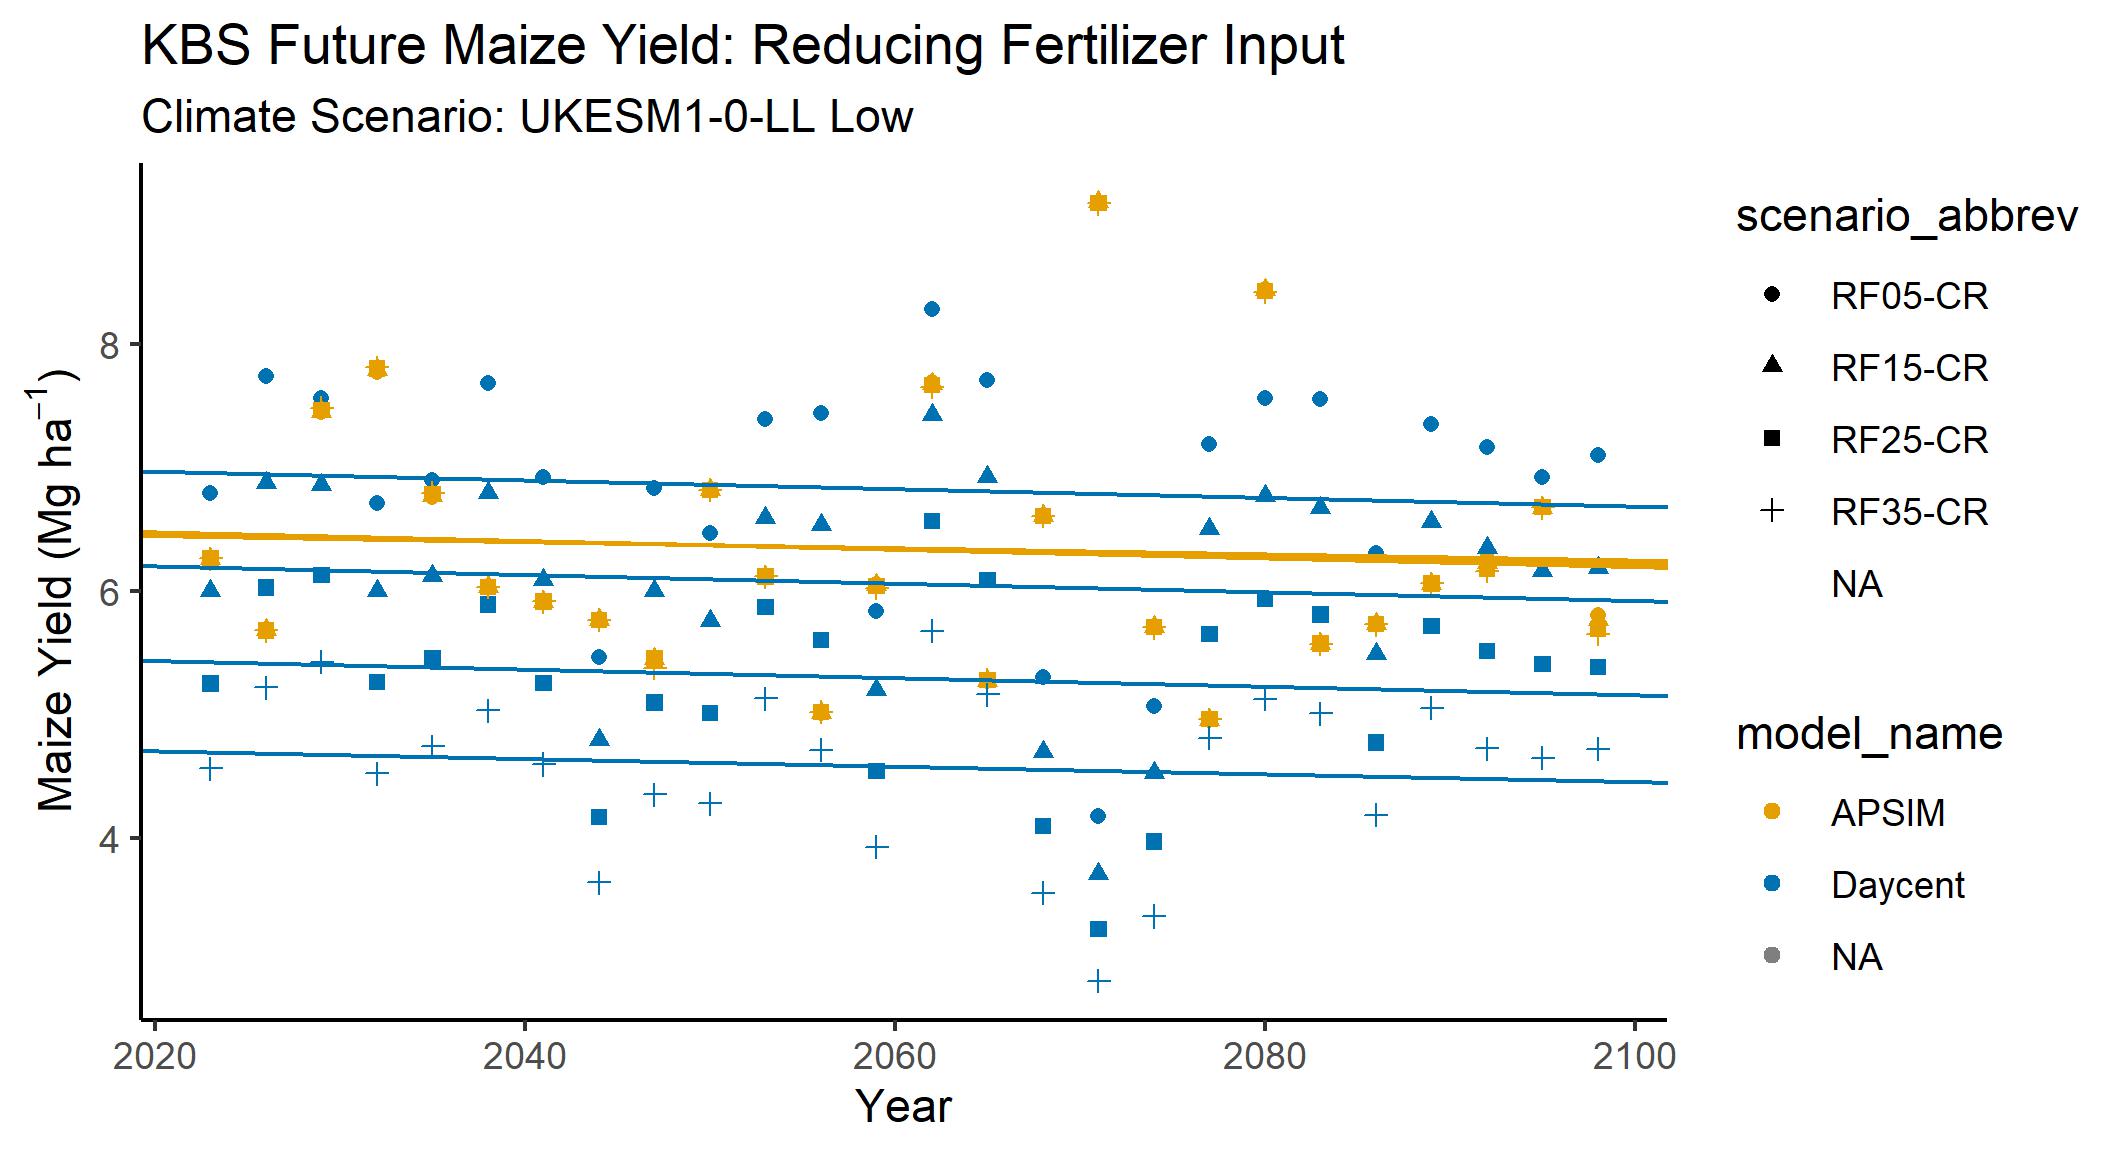 KBS Future Maize Yield: Reducing Fertilizer Input
Climate Scenario: UKESM1-0-LL Low
Maize Yield (Mg ha⁻¹)
8
6
4
2020 2040 2060 2080 2100
Year
scenario_abbrev
RF05-CR
RF15-CR
RF25-CR
RF35-CR
NA
model_name
APSIM
Daycent
NA